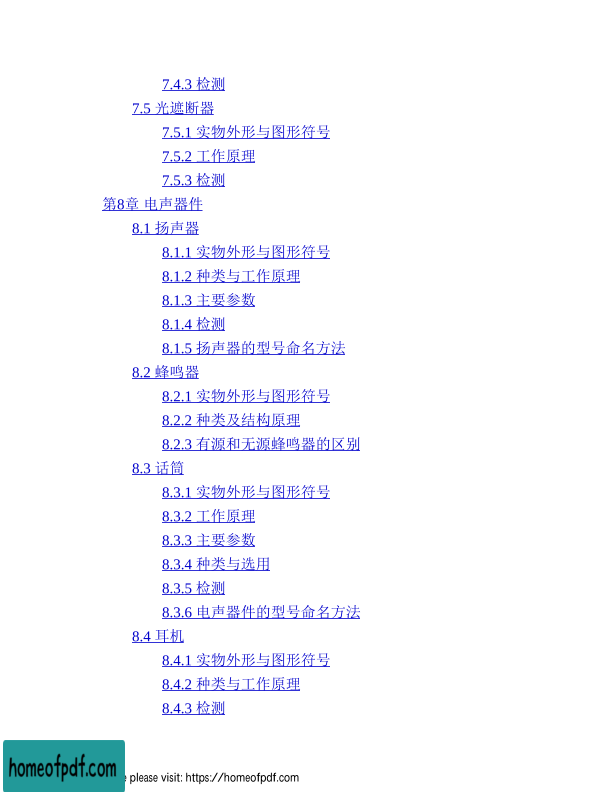 7.4.3 检测
7.5 光遮断器
7.5.1 实物外形与图形符号
7.5.2 工作原理
7.5.3 检测
第8章 电声器件
8.1 扬声器
8.1.1 实物外形与图形符号
8.1.2 种类与工作原理
8.1.3 主要参数
8.1.4 检测
8.1.5 扬声器的型号命名方法
8.2 蜂鸣器
8.2.1 实物外形与图形符号
8.2.2 种类及结构原理
8.2.3 有源和无源蜂鸣器的区别
8.3 话筒
8.3.1 实物外形与图形符号
8.3.2 工作原理
8.3.3 主要参数
8.3.4 种类与选用
8.3.5 检测
8.3.6 电声器件的型号命名方法
8.4 耳机
8.4.1 实物外形与图形符号
8.4.2 种类与工作原理
8.4.3 检测
homeofpdf.com
please visit: https://homeofpdf.com